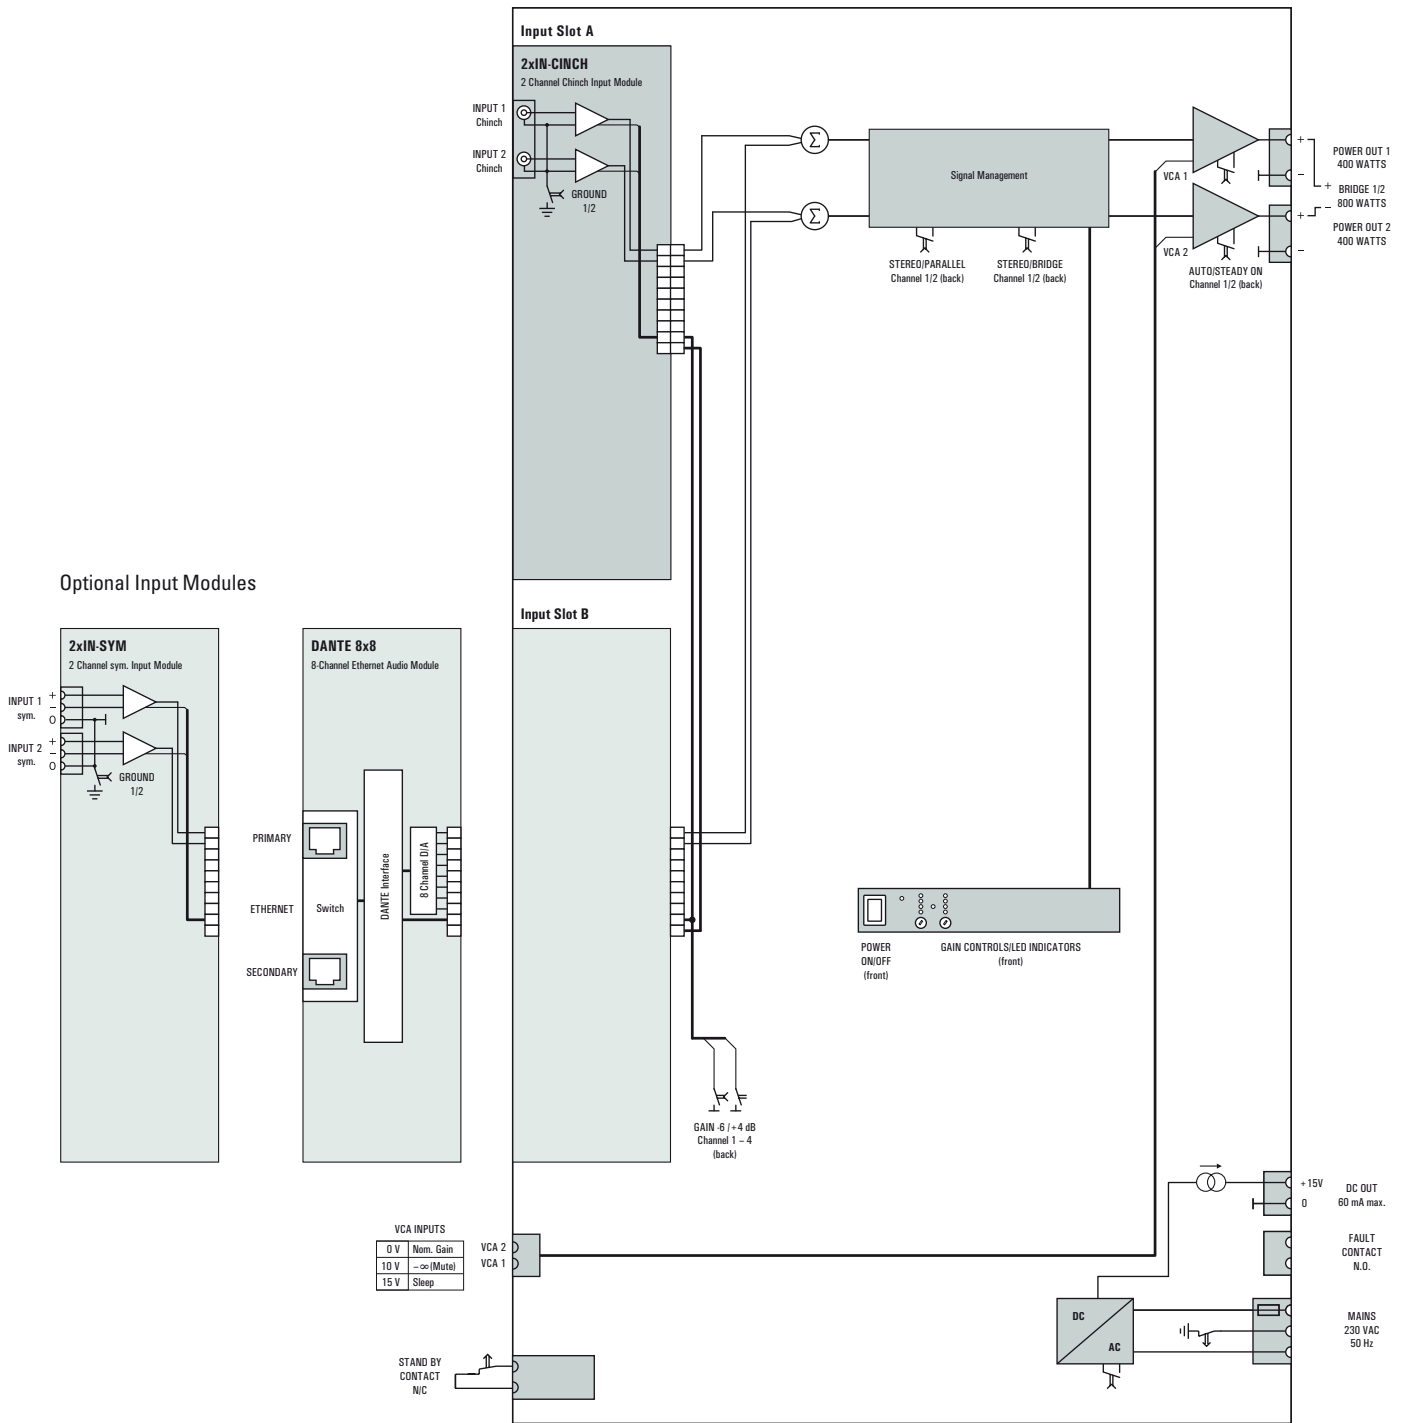 Input Slot A
2xIN-CINCH
2 Channel Chinch Input Module
INPUT 1
Chinch
INPUT 2
Chinch
GROUND
1/2
Σ
Σ
Signal Management
STEREO/PARALLEL
Channel 1/2 (back)
STEREO/BRIDGE
Channel 1/2 (back)
VCA 1
VCA 2
AUTO/STEADY ON
Channel 1/2 (back)
+
−
+
−
+
−
POWER OUT 1
400 WATTS
BRIDGE 1/2
800 WATTS
POWER OUT 2
400 WATTS
Optional Input Modules
2xIN-SYM
2 Channel sym. Input Module
INPUT 1
sym.
+
−
0
INPUT 2
sym.
+
−
0
GROUND
1/2
DANTE 8x8
8-Channel Ethernet Audio Module
PRIMARY
ETHERNET
SECONDARY
Switch
DANTE Interface
8 Channel D/A
Input Slot B
GAIN -6 /+4 dB
Channel 1 – 4
(back)
POWER
ON/OFF
(front)
GAIN CONTROLS/LED INDICATORS
(front)
VCA INPUTS
0 V Nom. Gain
10 V −∞(Mute)
15 V Sleep
VCA 2
VCA 1
STAND BY
CONTACT
N/C
+15V
0
DC OUT
60 mA max.
FAULT
CONTACT
N.O.
DC
AC
MAINS
230 VAC
50 Hz